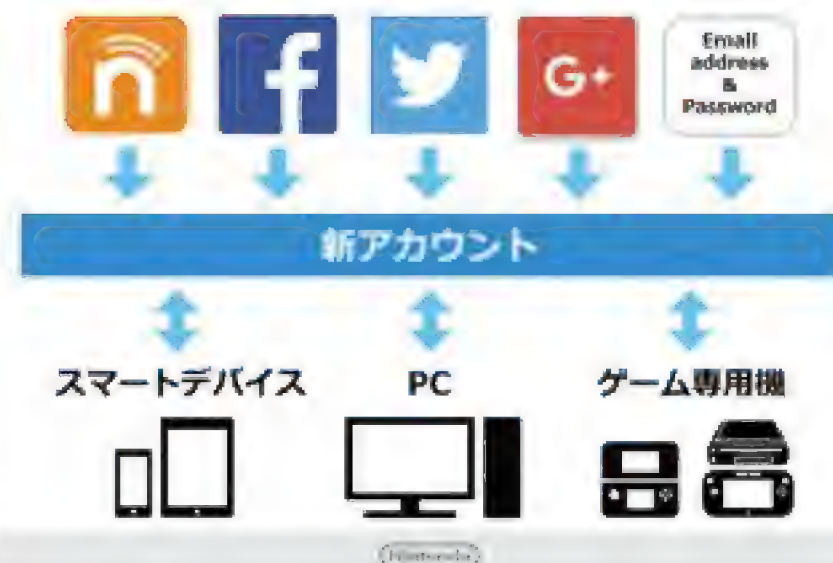 G+
Email
address
&
Password
新アカウント
スマートデバイス
PC
ゲーム専用機
Nintendo